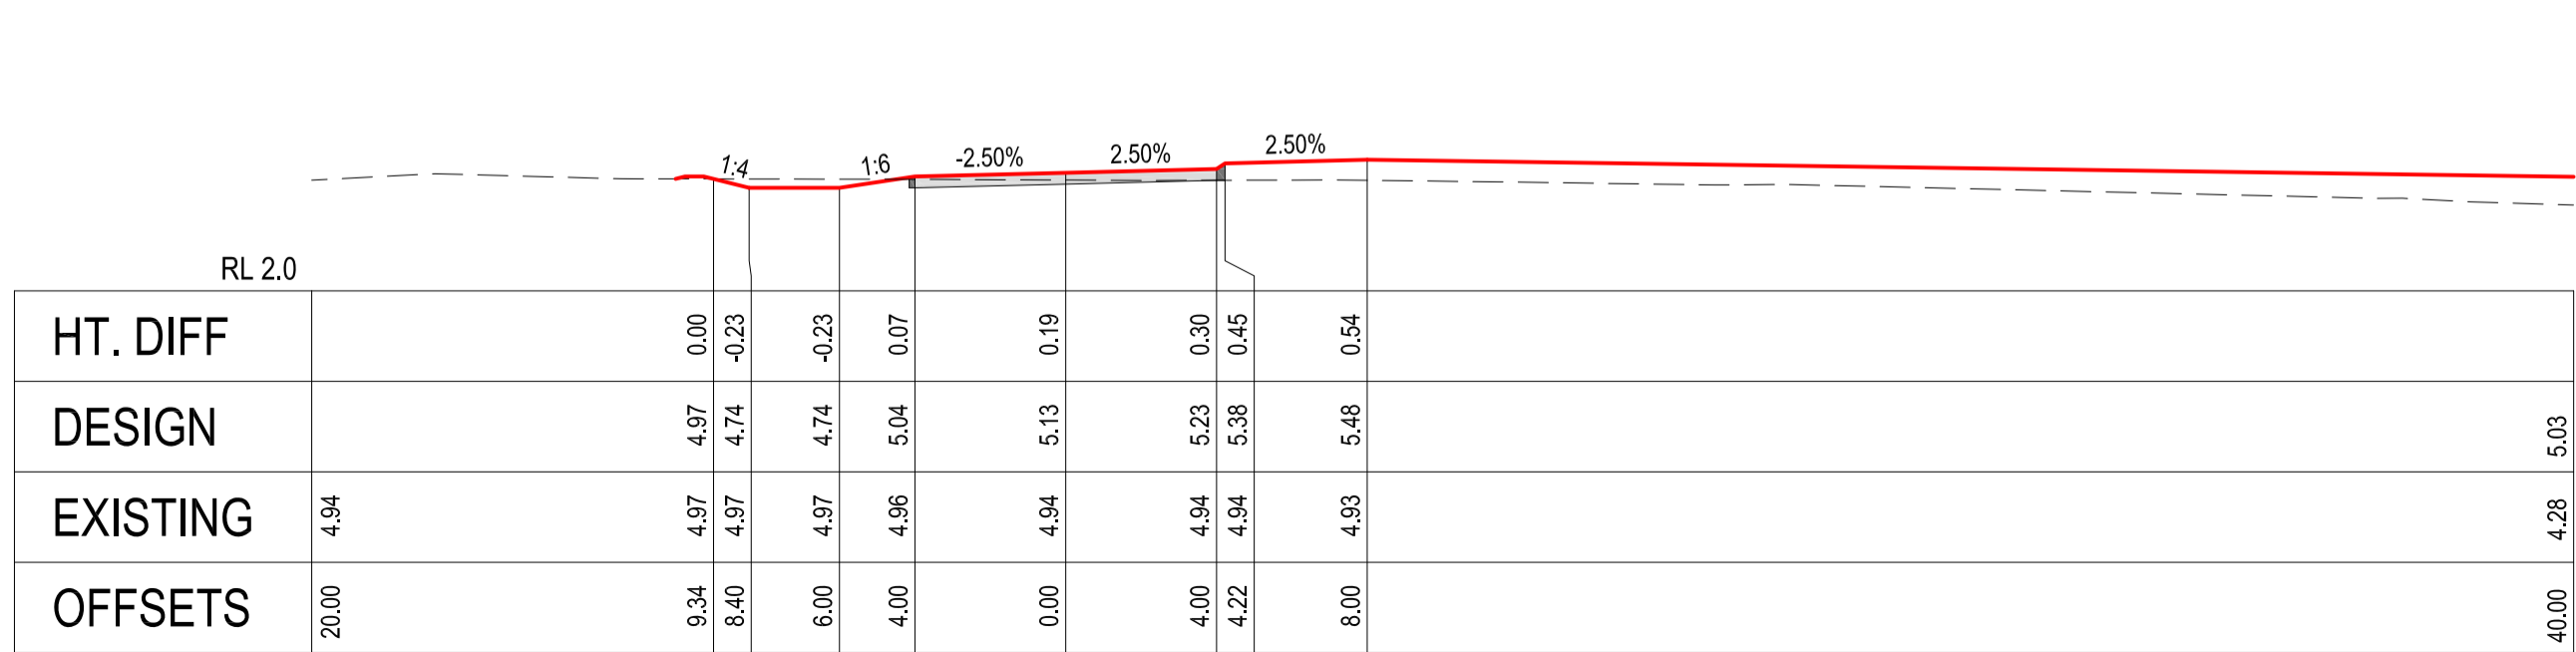 1:4 1:6 -2.50% 2.50% 2.50%
RL 2.0
HT. DIFF 0.00 -0.23 -0.23 0.07 0.19 0.30 0.45 0.54
DESIGN 4.97 4.74 4.74 5.04 5.13 5.23 5.38 5.48 5.03
EXISTING 4.94 4.97 4.97 4.97 4.96 4.94 4.94 4.94 4.93 4.28
OFFSETS 20.00 9.34 8.40 6.00 4.00 0.00 4.00 4.22 8.00 40.00